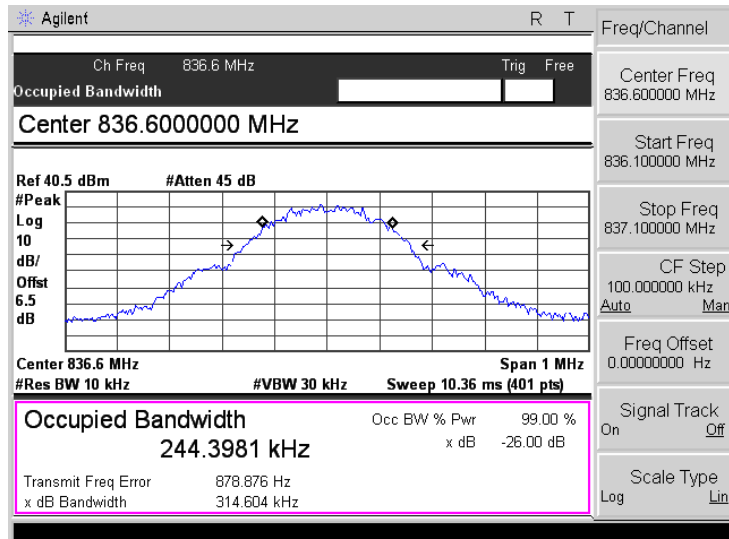 Agilent R T
Ch Freq 836.6 MHz Trig Free
Occupied Bandwidth
Center 836.6000000 MHz
Ref 40.5 dBm #Atten 45 dB
#Peak
Log
10
dB/
Offst
6.5
dB
Center 836.6 MHz Span 1 MHz
#Res BW 10 kHz #VBW 30 kHz Sweep 10.36 ms (401 pts)
Occupied Bandwidth Occ BW % Pwr 99.00 %
244.3981 kHz x dB -26.00 dB
Transmit Freq Error 878.876 Hz
x dB Bandwidth 314.604 kHz
Freq/Channel
Center Freq
836.600000 MHz
Start Freq
836.100000 MHz
Stop Freq
837.100000 MHz
CF Step
100.000000 kHz
Auto Man
Freq Offset
0.00000000 Hz
Signal Track
On Off
Scale Type
Log Lin